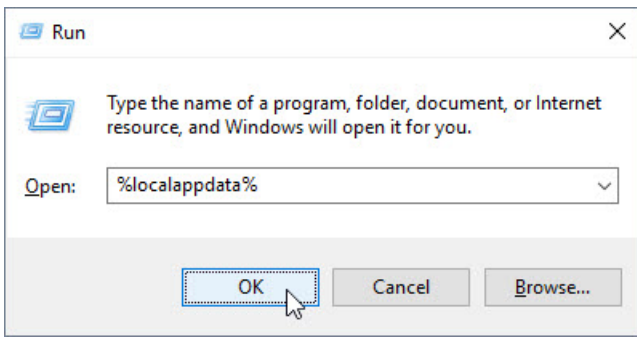 Run
Type the name of a program, folder, document, or Internet
resource, and Windows will open it for you.
Open: %localappdata%
OK Cancel Browse...